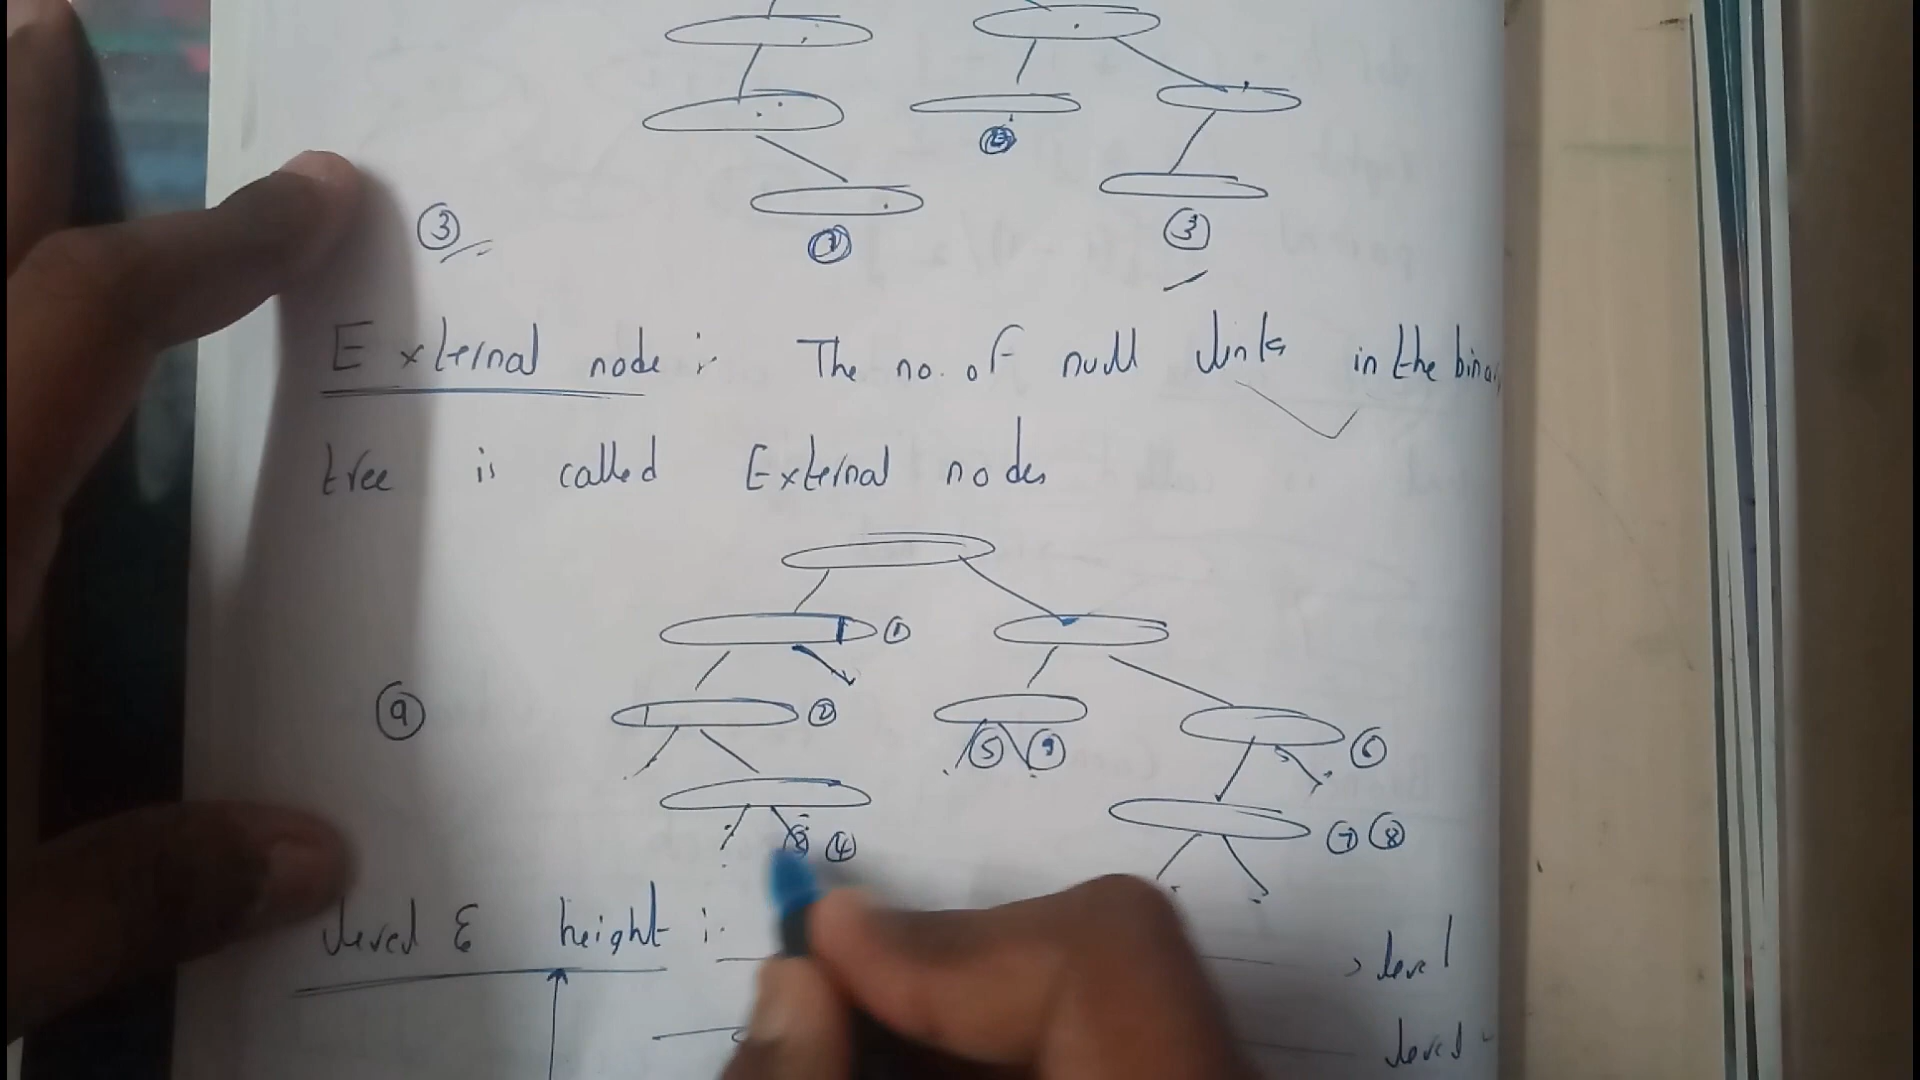 3
3
External node :- The no. of null links in the binary
tree is called External nodes
1
9
2
6
5 9
3 4
7 8
level & height :-
level
level